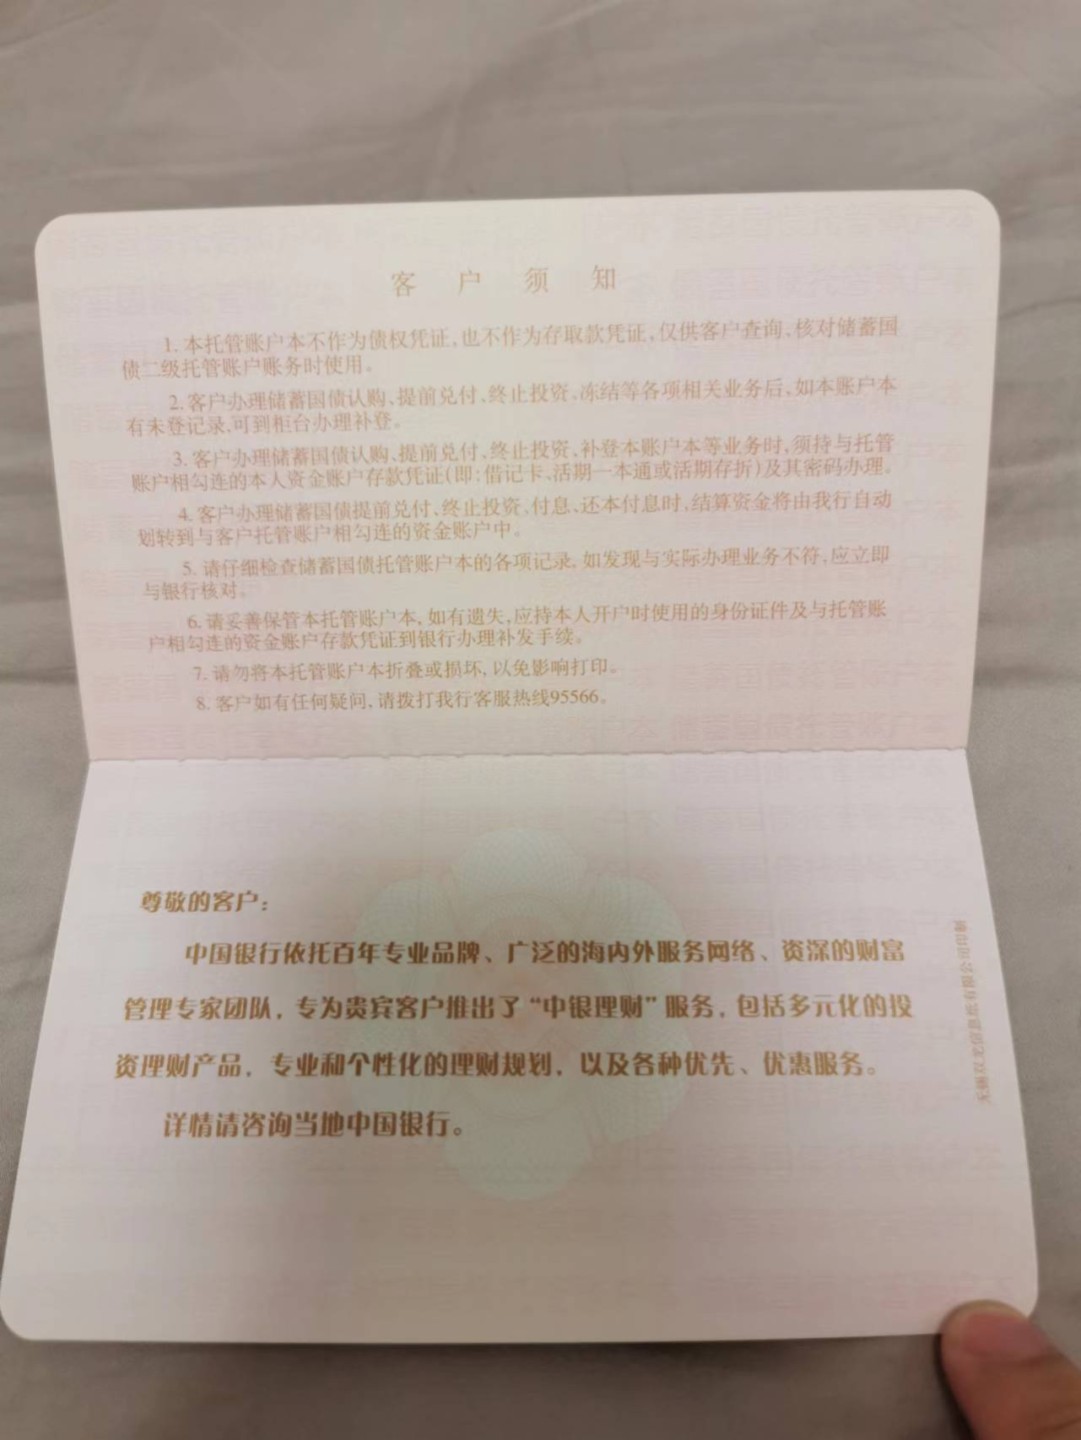 客 户 须 知
1. 本托管账户本不作为债权凭证,也不作为存取款凭证,仅供客户查询、核对储蓄国
债二级托管账户账务时使用。
2. 客户办理储蓄国债认购、提前兑付、终止投资、冻结等各项相关业务后,如本账户本
有未登记录,可到柜台办理补登。
3. 客户办理储蓄国债认购、提前兑付、终止投资、补登本账户本等业务时,须持与托管
账户相勾连的本人资金账户存款凭证(即:借记卡、活期一本通或活期存折)及其密码办理。
4. 客户办理储蓄国债提前兑付、终止投资、付息、还本付息时,结算资金将由我行自动
划转到与客户托管账户相勾连的资金账户中。
5. 请仔细检查储蓄国债托管账户本的各项记录,如发现与实际办理业务不符,应立即
与银行核对。
6. 请妥善保管本托管账户本,如有遗失,应持本人开户时使用的身份证件及与托管账
户相勾连的资金账户存款凭证到银行办理补发手续。
7. 请勿将本托管账户本折叠或损坏,以免影响打印。
8. 客户如有任何疑问,请拨打我行客服热线95566。
尊敬的客户:
中国银行依托百年专业品牌、广泛的海内外服务网络、资深的财富
管理专家团队,专为贵宾客户推出了“中银理财”服务,包括多元化的投
资理财产品,专业和个性化的理财规划,以及各种优先、优惠服务。
详情请咨询当地中国银行。